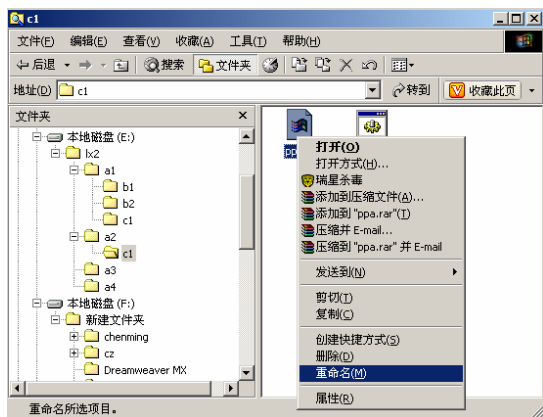 c1
文件(F) 编辑(E) 查看(V) 收藏(A) 工具(T) 帮助(H)
后退 搜索 文件夹
地址(D) c1 转到 收藏此页
文件夹
本地磁盘 (E:)
lx2
a1
b1
b2
c1
a2
c1
a3
a4
本地磁盘 (F:)
新建文件夹
chenming
cz
Dreamweaver MX
打开(O)
打开方式(H)...
瑞星杀毒
添加到压缩文件(A)...
添加到 "ppa.rar"(T)
压缩并 E-mail...
压缩到 "ppa.rar" 并 E-mail
发送到(N)
剪切(T)
复制(C)
创建快捷方式(S)
删除(D)
重命名(M)
属性(R)
重命名所选项目。